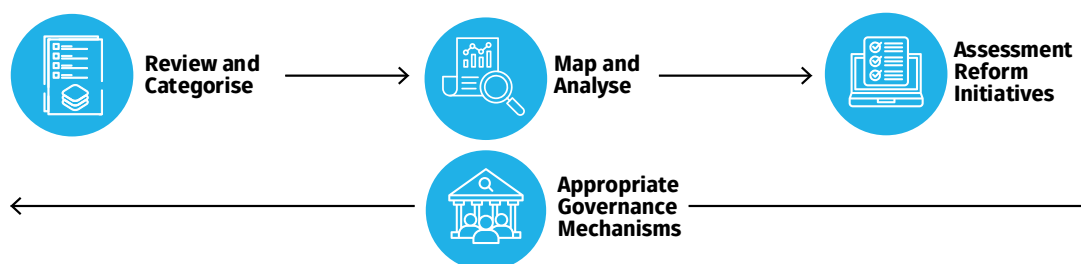 Review and
Categorise
Map and
Analyse
Assessment
Reform
Initiatives
Appropriate
Governance
Mechanisms